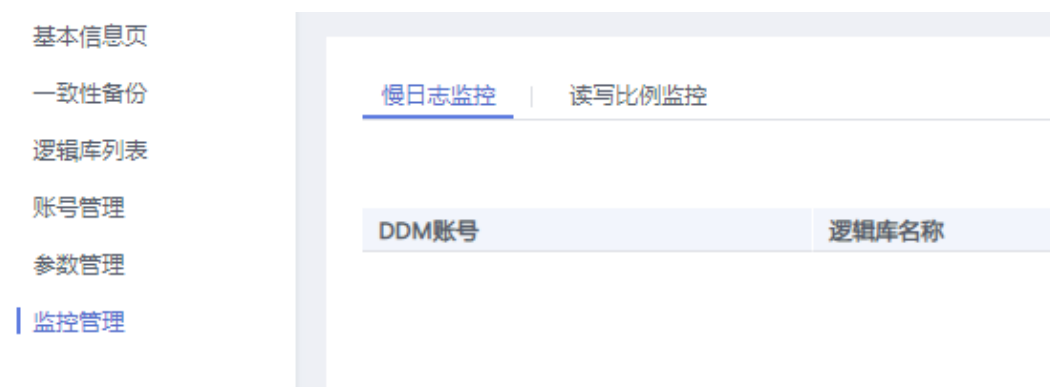 基本信息页
一致性备份
逻辑库列表
账号管理
参数管理
监控管理
慢日志监控 | 读写比例监控
DDM账号 逻辑库名称